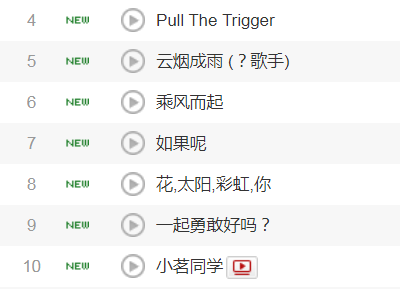 4 NEW Pull The Trigger
5 NEW 云烟成雨 (？歌手)
6 NEW 乘风而起
7 NEW 如果呢
8 NEW 花,太阳,彩虹,你
9 NEW 一起勇敢好吗？
10 NEW 小茗同学